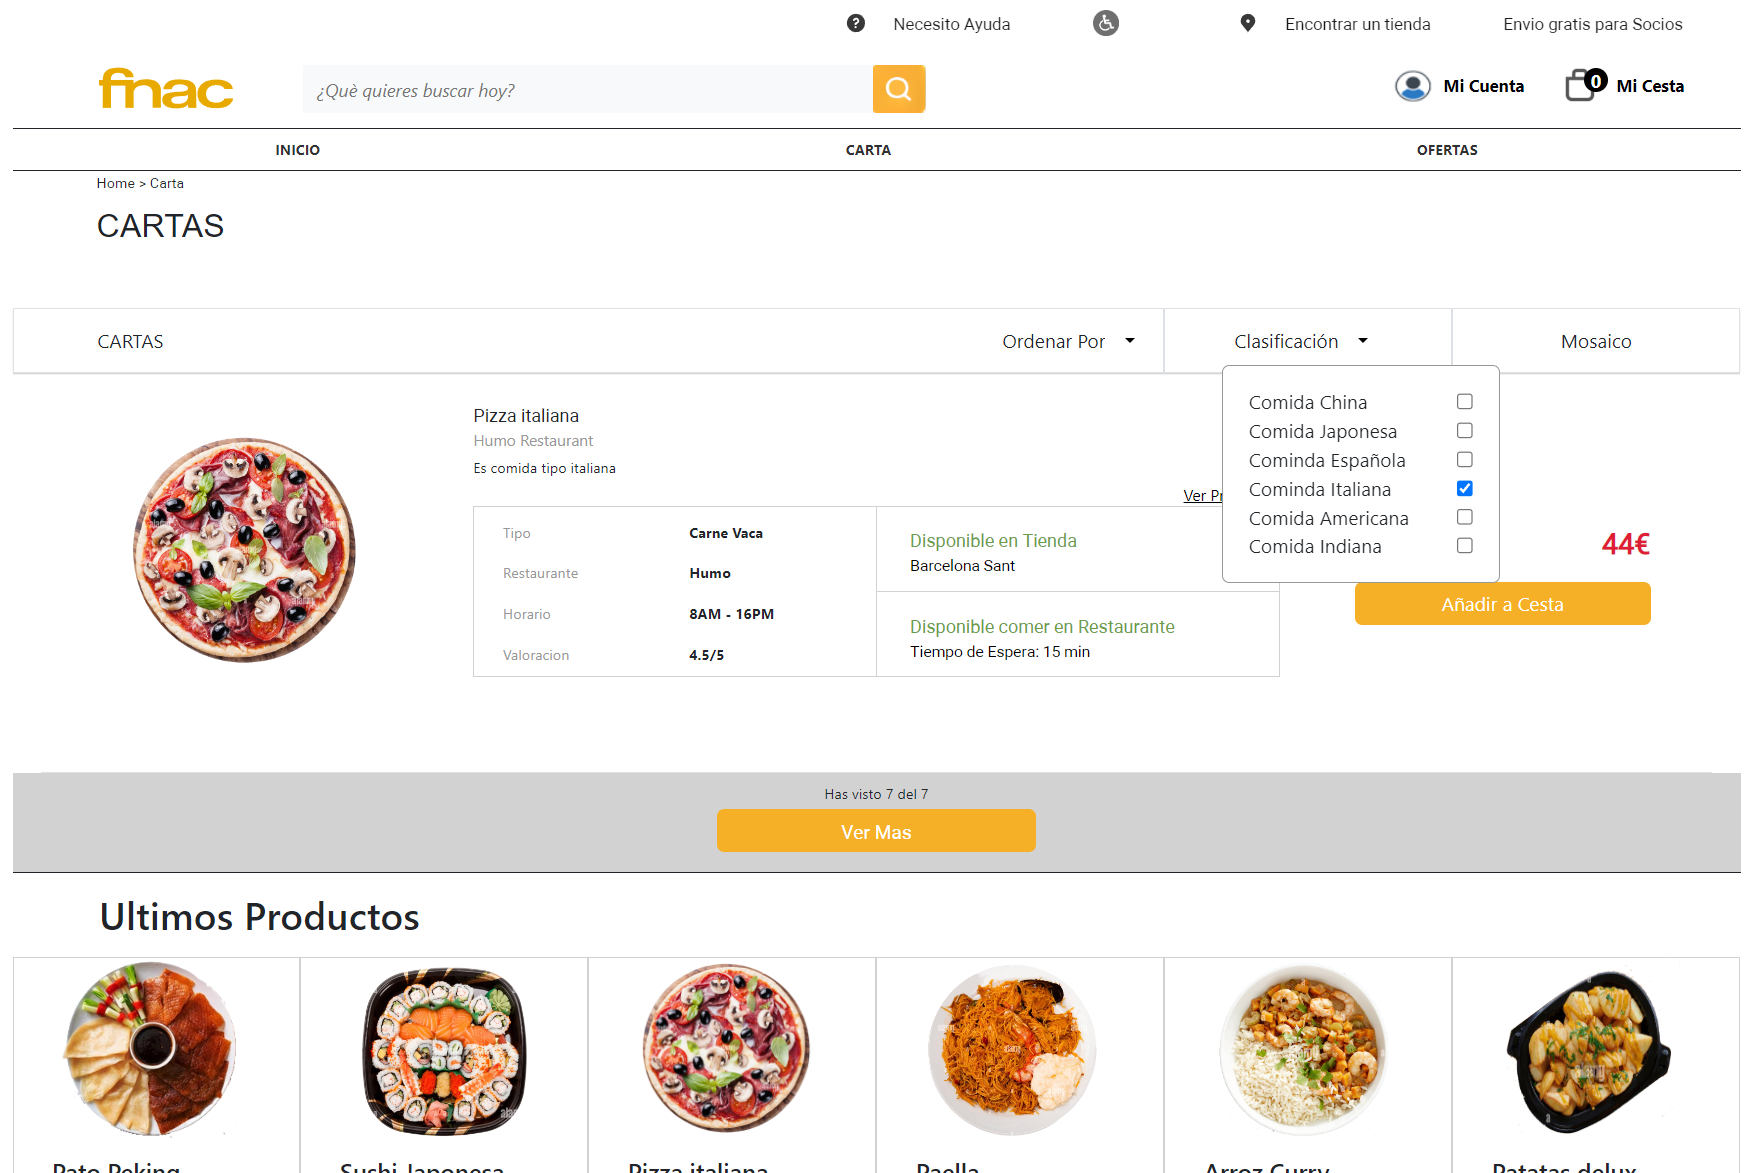 Necesito Ayuda
Encontrar un tienda
Envio gratis para Socios
fnac
¿Què quieres buscar hoy?
Mi Cuenta
0
Mi Cesta
INICIO
CARTA
OFERTAS
Home > Carta
CARTAS
CARTAS
Ordenar Por
Clasificación
Mosaico
Comida China
Comida Japonesa
Cominda Española
Cominda Italiana
Comida Americana
Comida Indiana
Pizza italiana
Humo Restaurant
Es comida tipo italiana
Ver Pr
Tipo Carne Vaca
Restaurante Humo
Horario 8AM - 16PM
Valoracion 4.5/5
Disponible en Tienda
Barcelona Sant
Disponible comer en Restaurante
Tiempo de Espera: 15 min
44€
Añadir a Cesta
Has visto 7 del 7
Ver Mas
Ultimos Productos
Pato Peking
Sushi Japonesa
Pizza italiana
Paella
Arroz Curry
Patatas delux